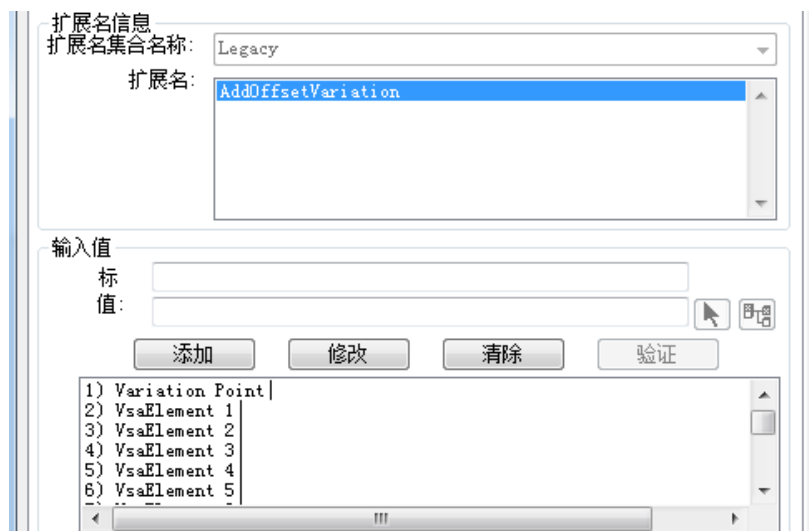 扩展名信息
扩展名集合名称: Legacy
扩展名: AddOffsetVariation
输入值
标
值:
添加 修改 清除 验证
1) Variation Point|
2) VsaElement 1|
3) VsaElement 2|
4) VsaElement 3|
5) VsaElement 4|
6) VsaElement 5|